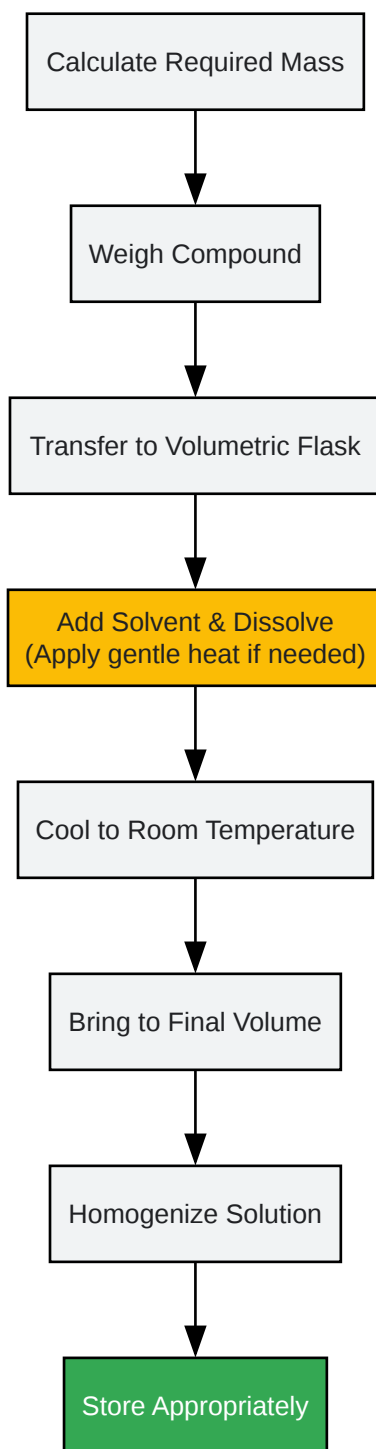 Calculate Required Mass
Weigh Compound
Transfer to Volumetric Flask
Add Solvent & Dissolve
(Apply gentle heat if needed)
Cool to Room Temperature
Bring to Final Volume
Homogenize Solution
Store Appropriately